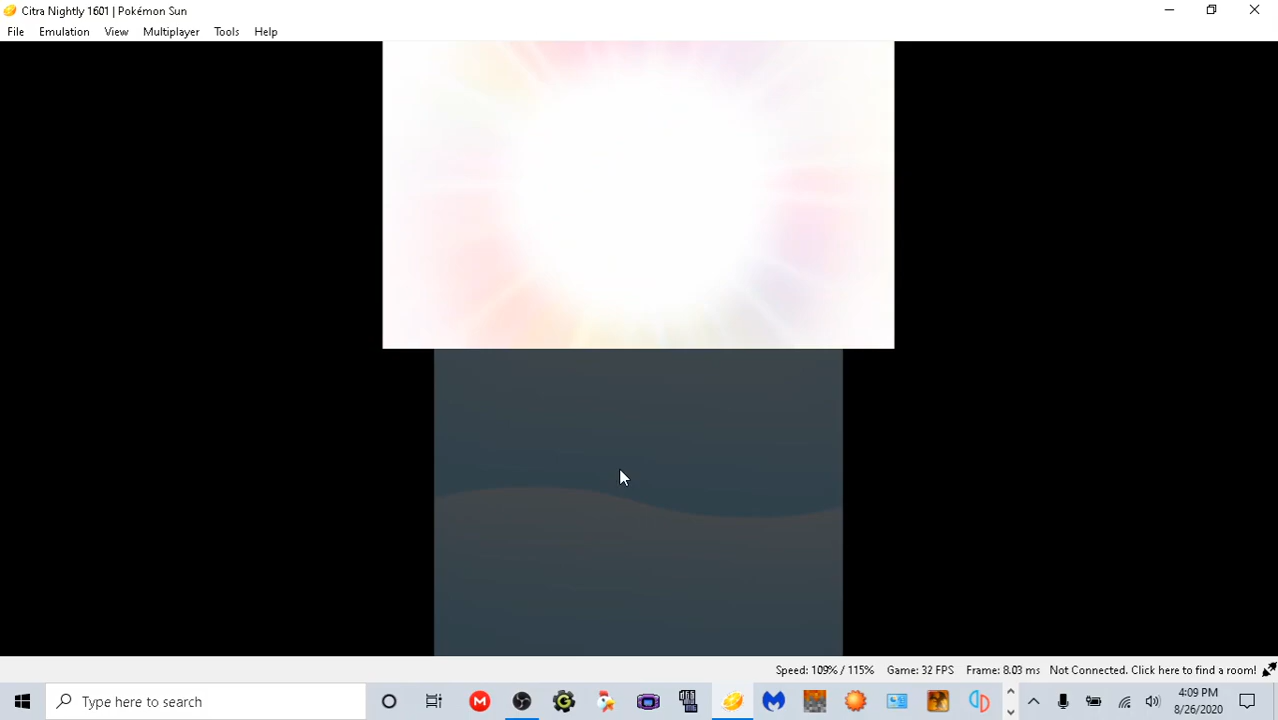 Citra Nightly 1601 | Pokémon Sun
File Emulation View Multiplayer Tools Help
Speed: 109% / 115% Game: 32 FPS Frame: 8.03 ms Not Connected. Click here to find a room!
Type here to search
4:09 PM
8/26/2020